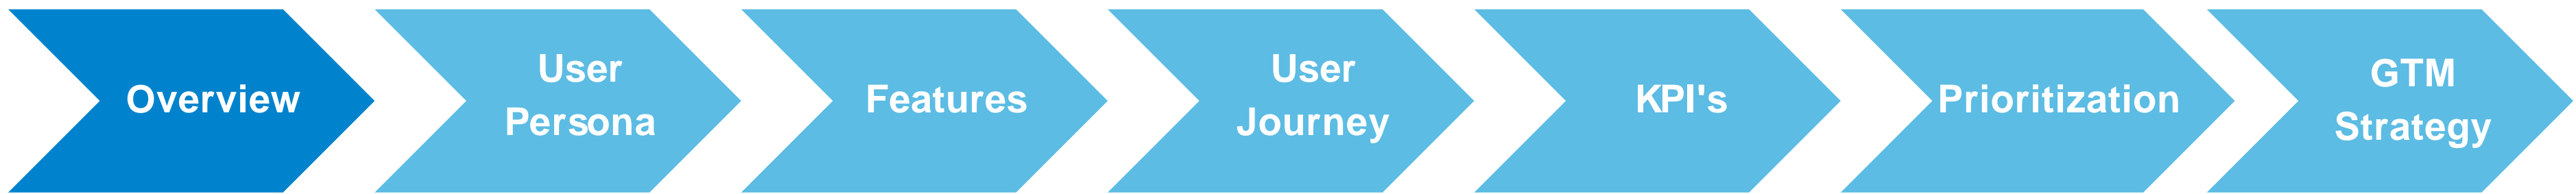 Overview
User
Persona
Features
User
Journey
KPI's
Prioritization
GTM
Strategy